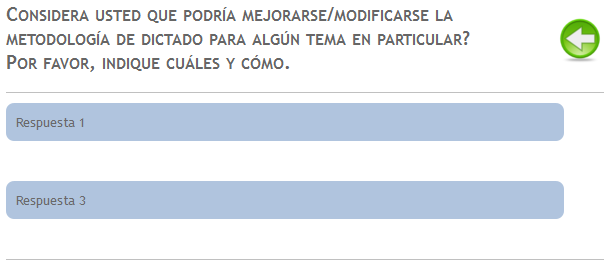 Considera usted que podría mejorarse/modificarse la
metodología de dictado para algún tema en particular?
Por favor, indique cuáles y cómo.
Respuesta 1
Respuesta 3